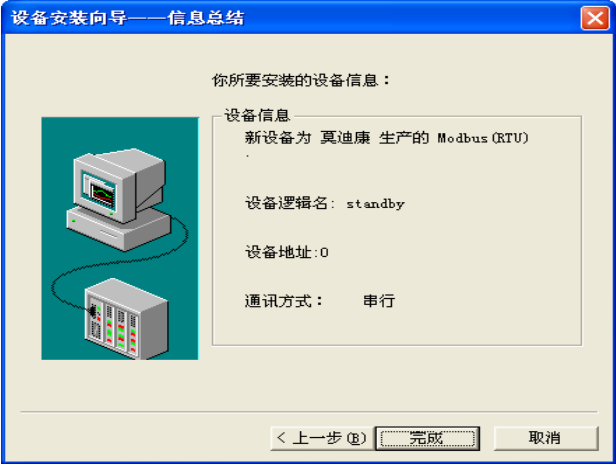 设备安装向导——信息总结
你所要安装的设备信息：
设备信息
新设备为 莫迪康 生产的 Modbus(RTU)
.
设备逻辑名: standby
设备地址:0
通讯方式： 串行
< 上一步(B) 完成 取消